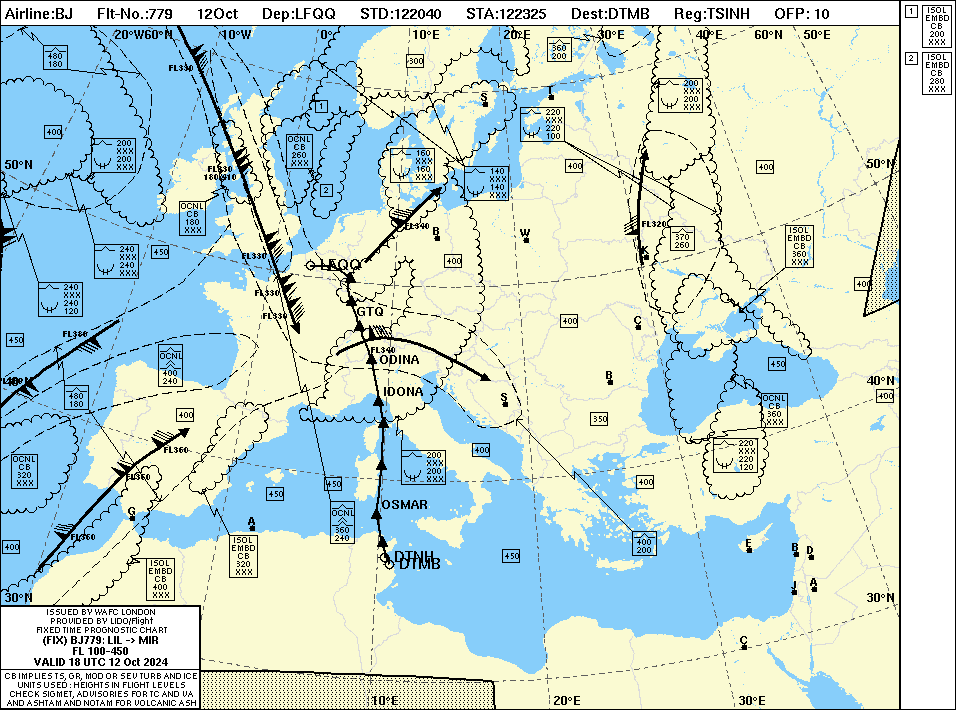 Airline:BJ Flt-No.:779 12Oct Dep:LFQQ STD:122040 STA:122325 Dest:DTMB Reg:TSINH OFP: 10
20°W60°N 10°W 0° 10°E 20°E 30°E 40°E 60°N 50°E
1
ISOL
EMBD
CB
200
XXX
2
ISOL
EMBD
CB
280
XXX
480
180
FL330
300
360
200
S
T
200
XXX
200
XXX
1
400
200
XXX
200
XXX
OCNL
CB
260
XXX
220
XXX
220
100
160
XXX
160
XXX
50°N
50°N
400
400
140
XXX
140
XXX
2
OCNL
CB
180
XXX
FL340
FL320
B
W
370
260
ISOL
EMBD
CB
360
XXX
450
240
XXX
240
XXX
FL330
LFQQ
400
K
400
240
XXX
240
120
FL330
FL330
GTQ
400
C
FL380
450
OCNL
400
240
FL340
ODINA
450
40°N
B
IDONA
480
180
400
S
350
OCNL
CB
360
XXX
400
FL360
400
220
XXX
220
120
OCNL
CB
320
XXX
FL360
200
XXX
200
XXX
450
450
400
G
A
OSMAR
OCNL
360
240
FL360
400
ISOL
EMBD
CB
320
XXX
DTNH
DTMB
450
400
200
E
B
D
ISOL
EMBD
CB
400
XXX
J
A
30°N
30°N
C
ISSUED BY WAFC LONDON
PROVIDED BY LIDO/Flight
FIXED TIME PROGNOSTIC CHART
(FIX) BJ779: LIL -> MIR
FL 100-450
VALID 18 UTC 12 Oct 2024
CB IMPLIES TS, GR, MOD OR SEV TURB AND ICE
UNITS USED : HEIGHTS IN FLIGHT LEVELS
CHECK SIGMET, ADVISORIES FOR TC AND VA
AND ASHTAM AND NOTAM FOR VOLCANIC ASH
10°E 20°E 30°E